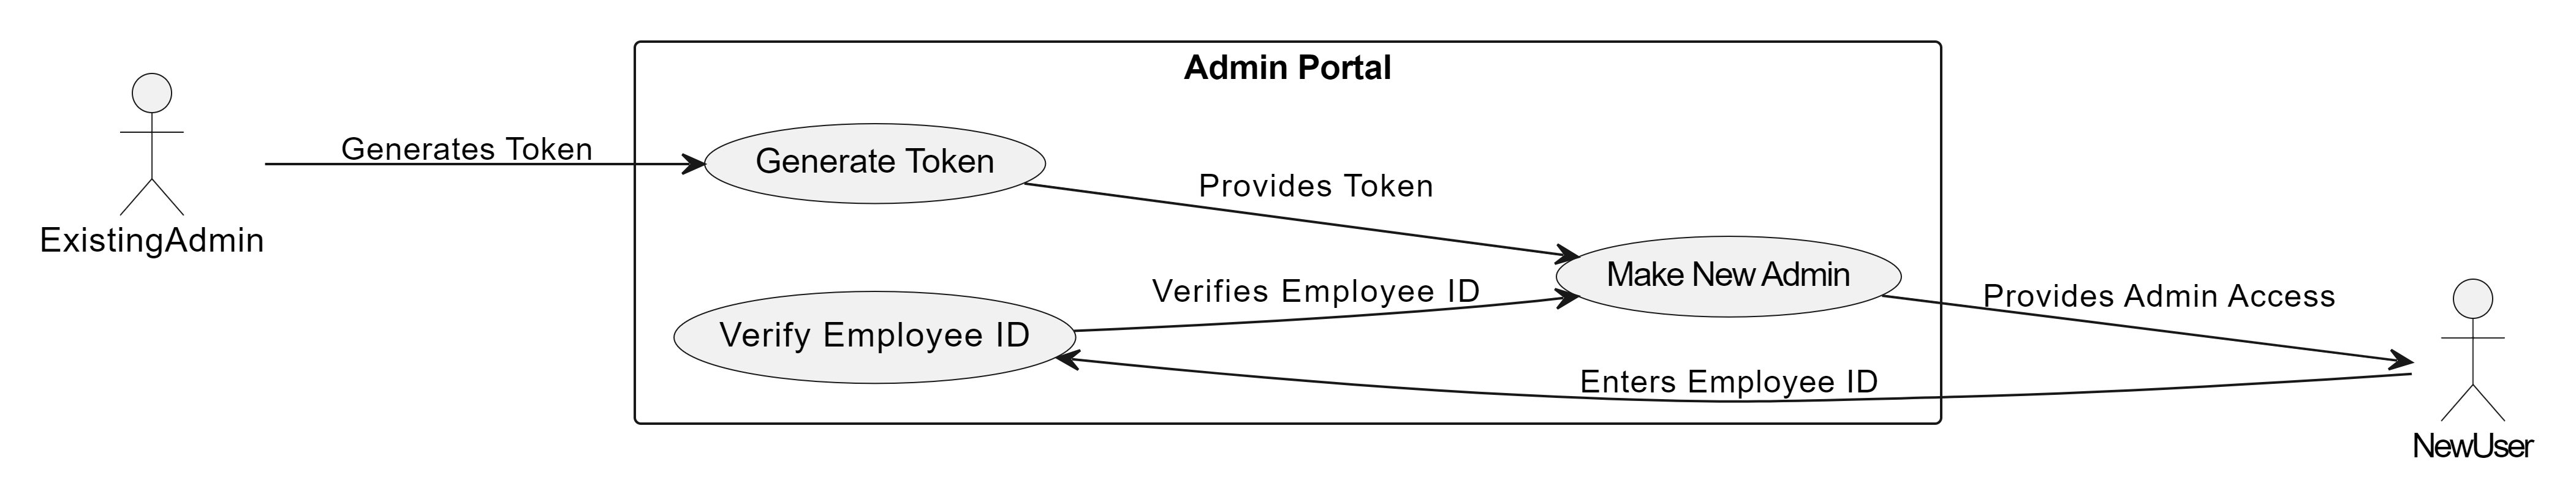 Admin Portal
Generates Token
Generate Token
Provides Token
ExistingAdmin
Verifies Employee ID
Make New Admin
Provides Admin Access
Verify Employee ID
Enters Employee ID
NewUser